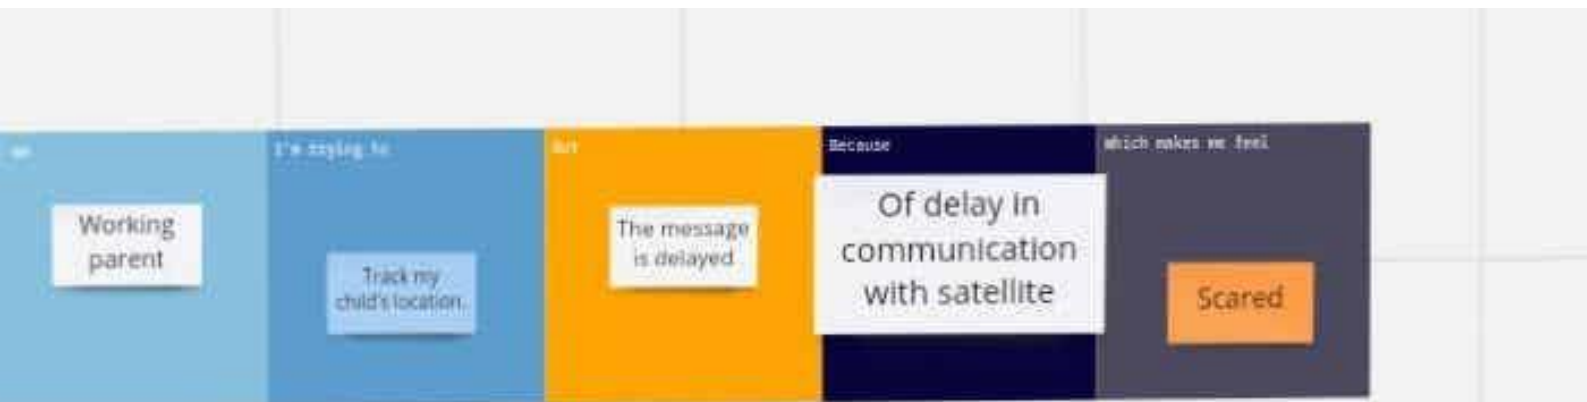 I'm trying to
But
Because
which makes me feel
Working
parent
Track my
child's location.
The message
is delayed
Of delay in
communication
with satellite
Scared